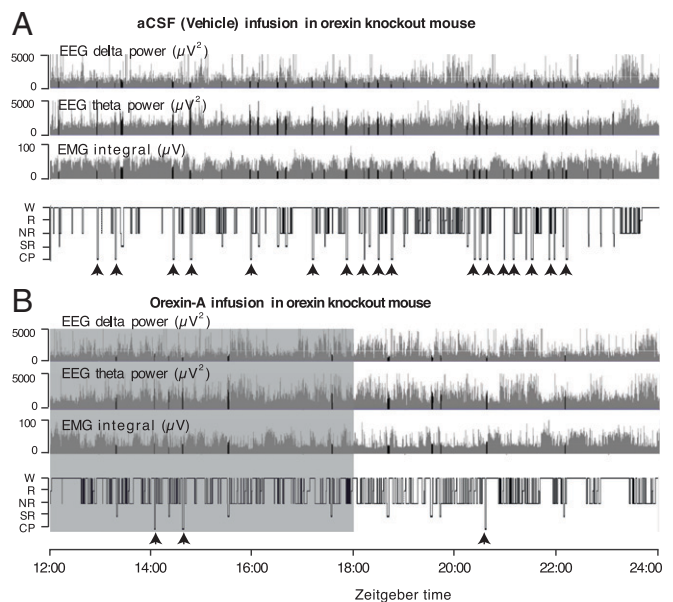 A
aCSF (Vehicle) infusion in orexin knockout mouse
EEG delta power (µV²)
5000
0
EEG theta power (µV²)
5000
0
EMG integral (µV)
100
0
W
R
NR
SR
CP
B
Orexin-A infusion in orexin knockout mouse
EEG delta power (µV²)
5000
0
EEG theta power (µV²)
5000
0
EMG integral (µV)
100
0
W
R
NR
SR
CP
12:00 14:00 16:00 18:00 20:00 22:00 24:00
Zeitgeber time